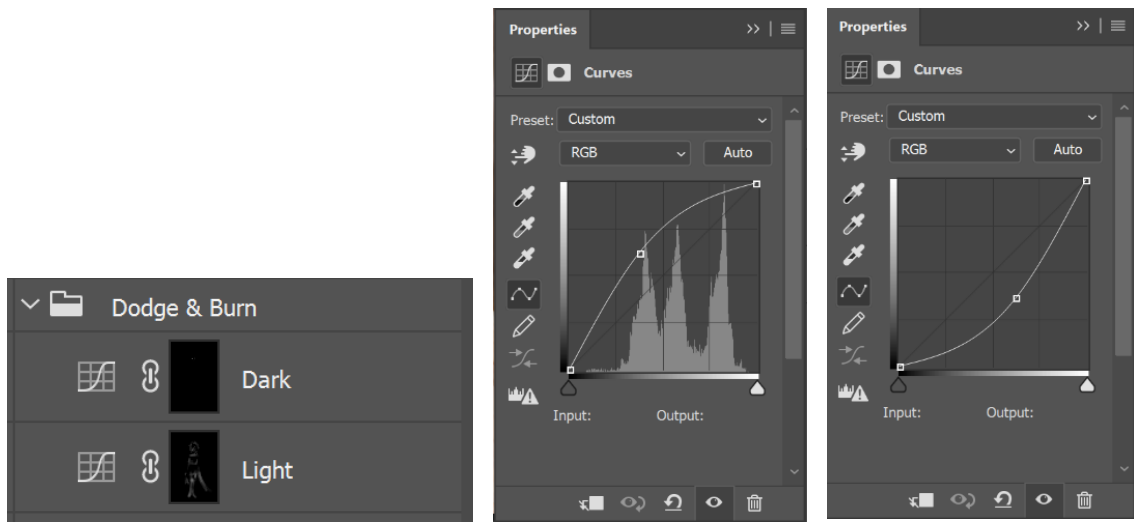 Dodge & Burn
Dark
Light
Properties
Curves
Preset: Custom
RGB Auto
Input: Output:
Properties
Curves
Preset: Custom
RGB Auto
Input: Output: